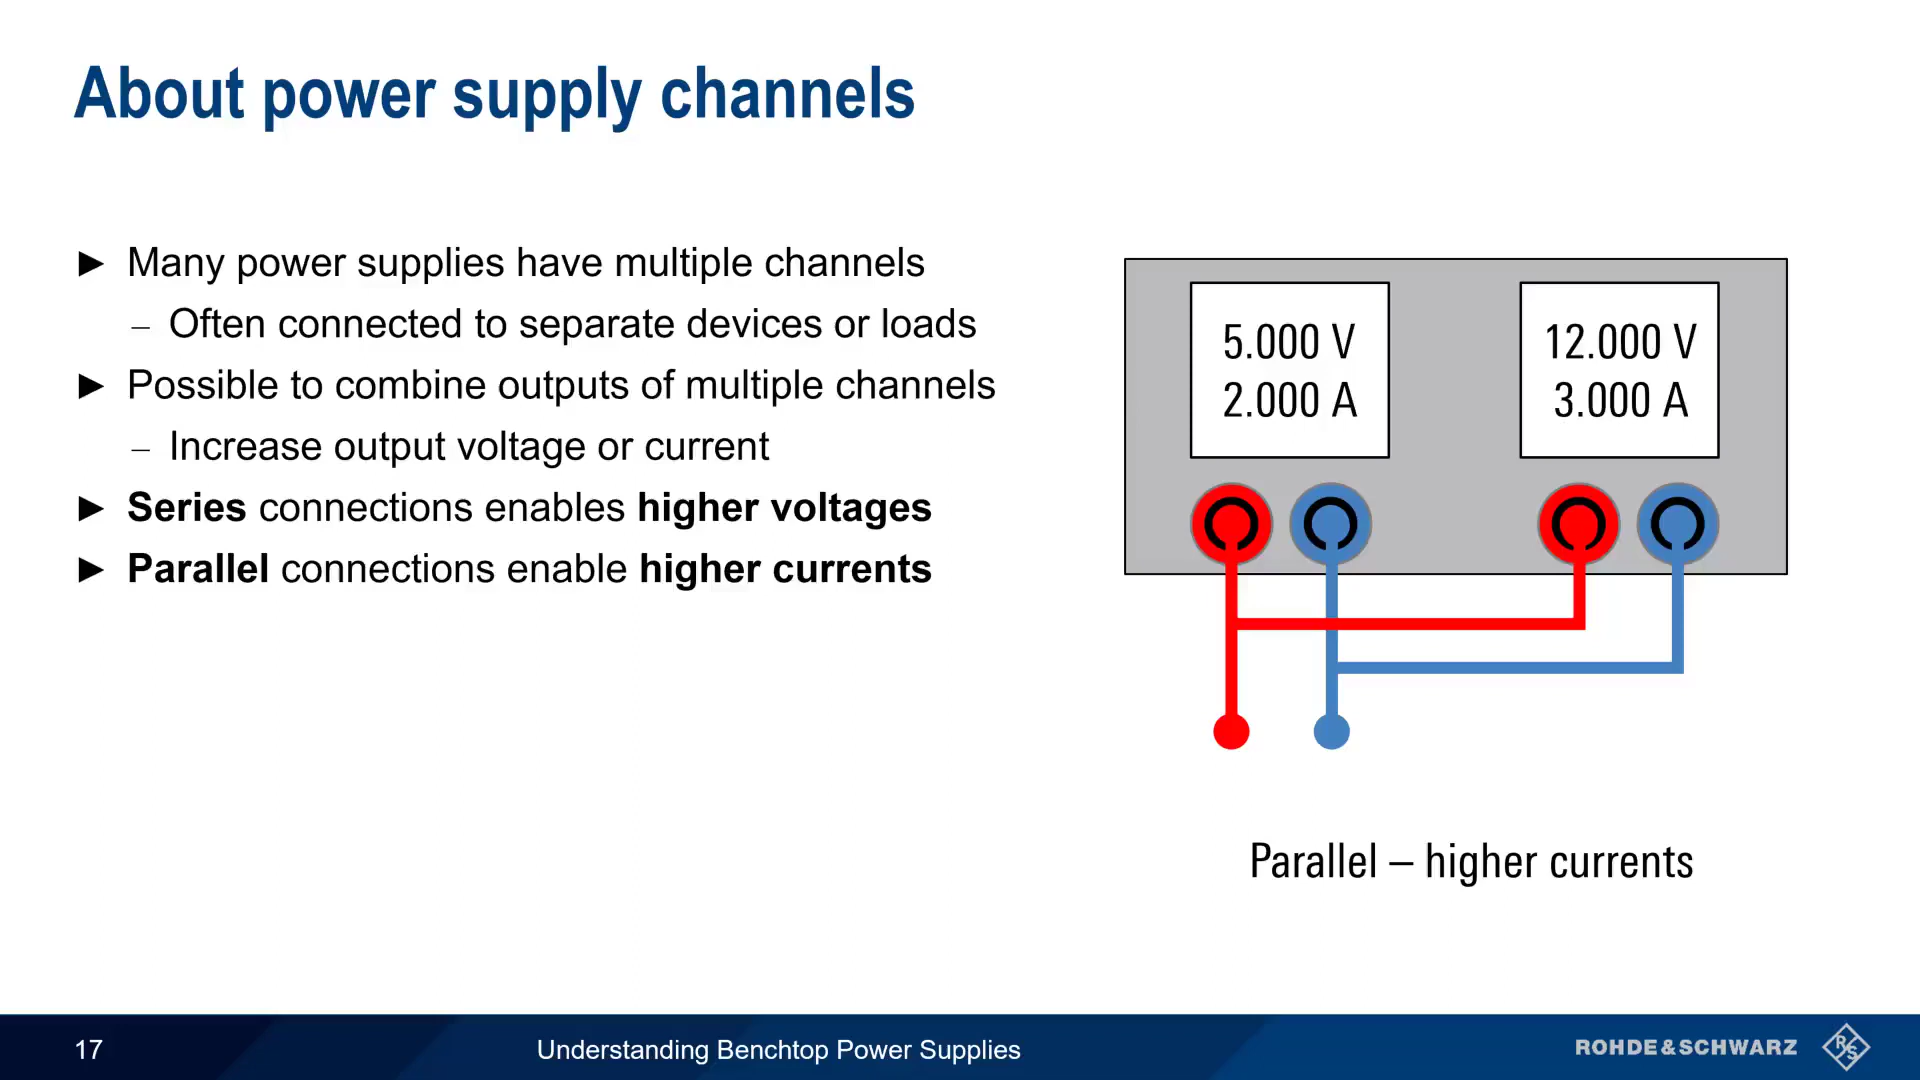 About power supply channels
► Many power supplies have multiple channels
– Often connected to separate devices or loads
► Possible to combine outputs of multiple channels
– Increase output voltage or current
► Series connections enables higher voltages
► Parallel connections enable higher currents
5.000 V
2.000 A
12.000 V
3.000 A
Parallel – higher currents
17
Understanding Benchtop Power Supplies
ROHDE&SCHWARZ
R&S